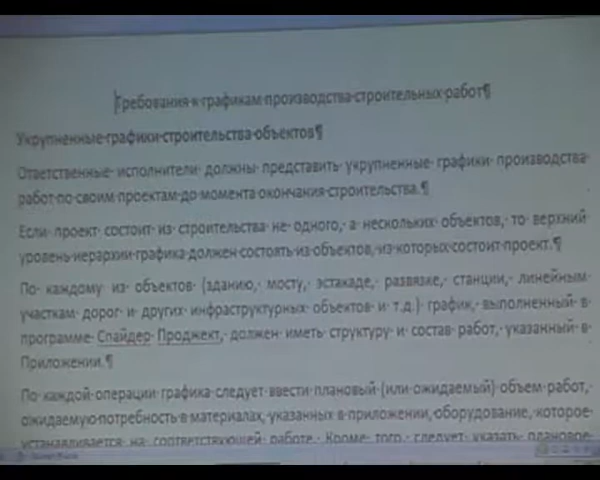 Требования к графикам производства строительных работ¶
Укрупненные графики строительства объектов¶
Ответственные исполнители должны представить укрупненные графики производства
работ по своим проектам до момента окончания строительства.¶
Если проект состоит из строительства не одного, а нескольких объектов, то верхний
уровень иерархии графика должен состоять из объектов, из которых состоит проект.¶
По каждому из объектов (зданию, мосту, эстакаде, развязке, станции, линейным
участкам дорог и других инфраструктурных объектов и т.д.) график, выполненный в
программе Спайдер Проджект, должен иметь структуру и состав работ, указанный в
Приложении.¶
По каждой операции графика следует ввести плановый (или ожидаемый) объем работ,
ожидаемую потребность в материалах, указанных в приложении, оборудование, которое
устанавливается на соответствующей работе. Кроме того, следует указать плановое